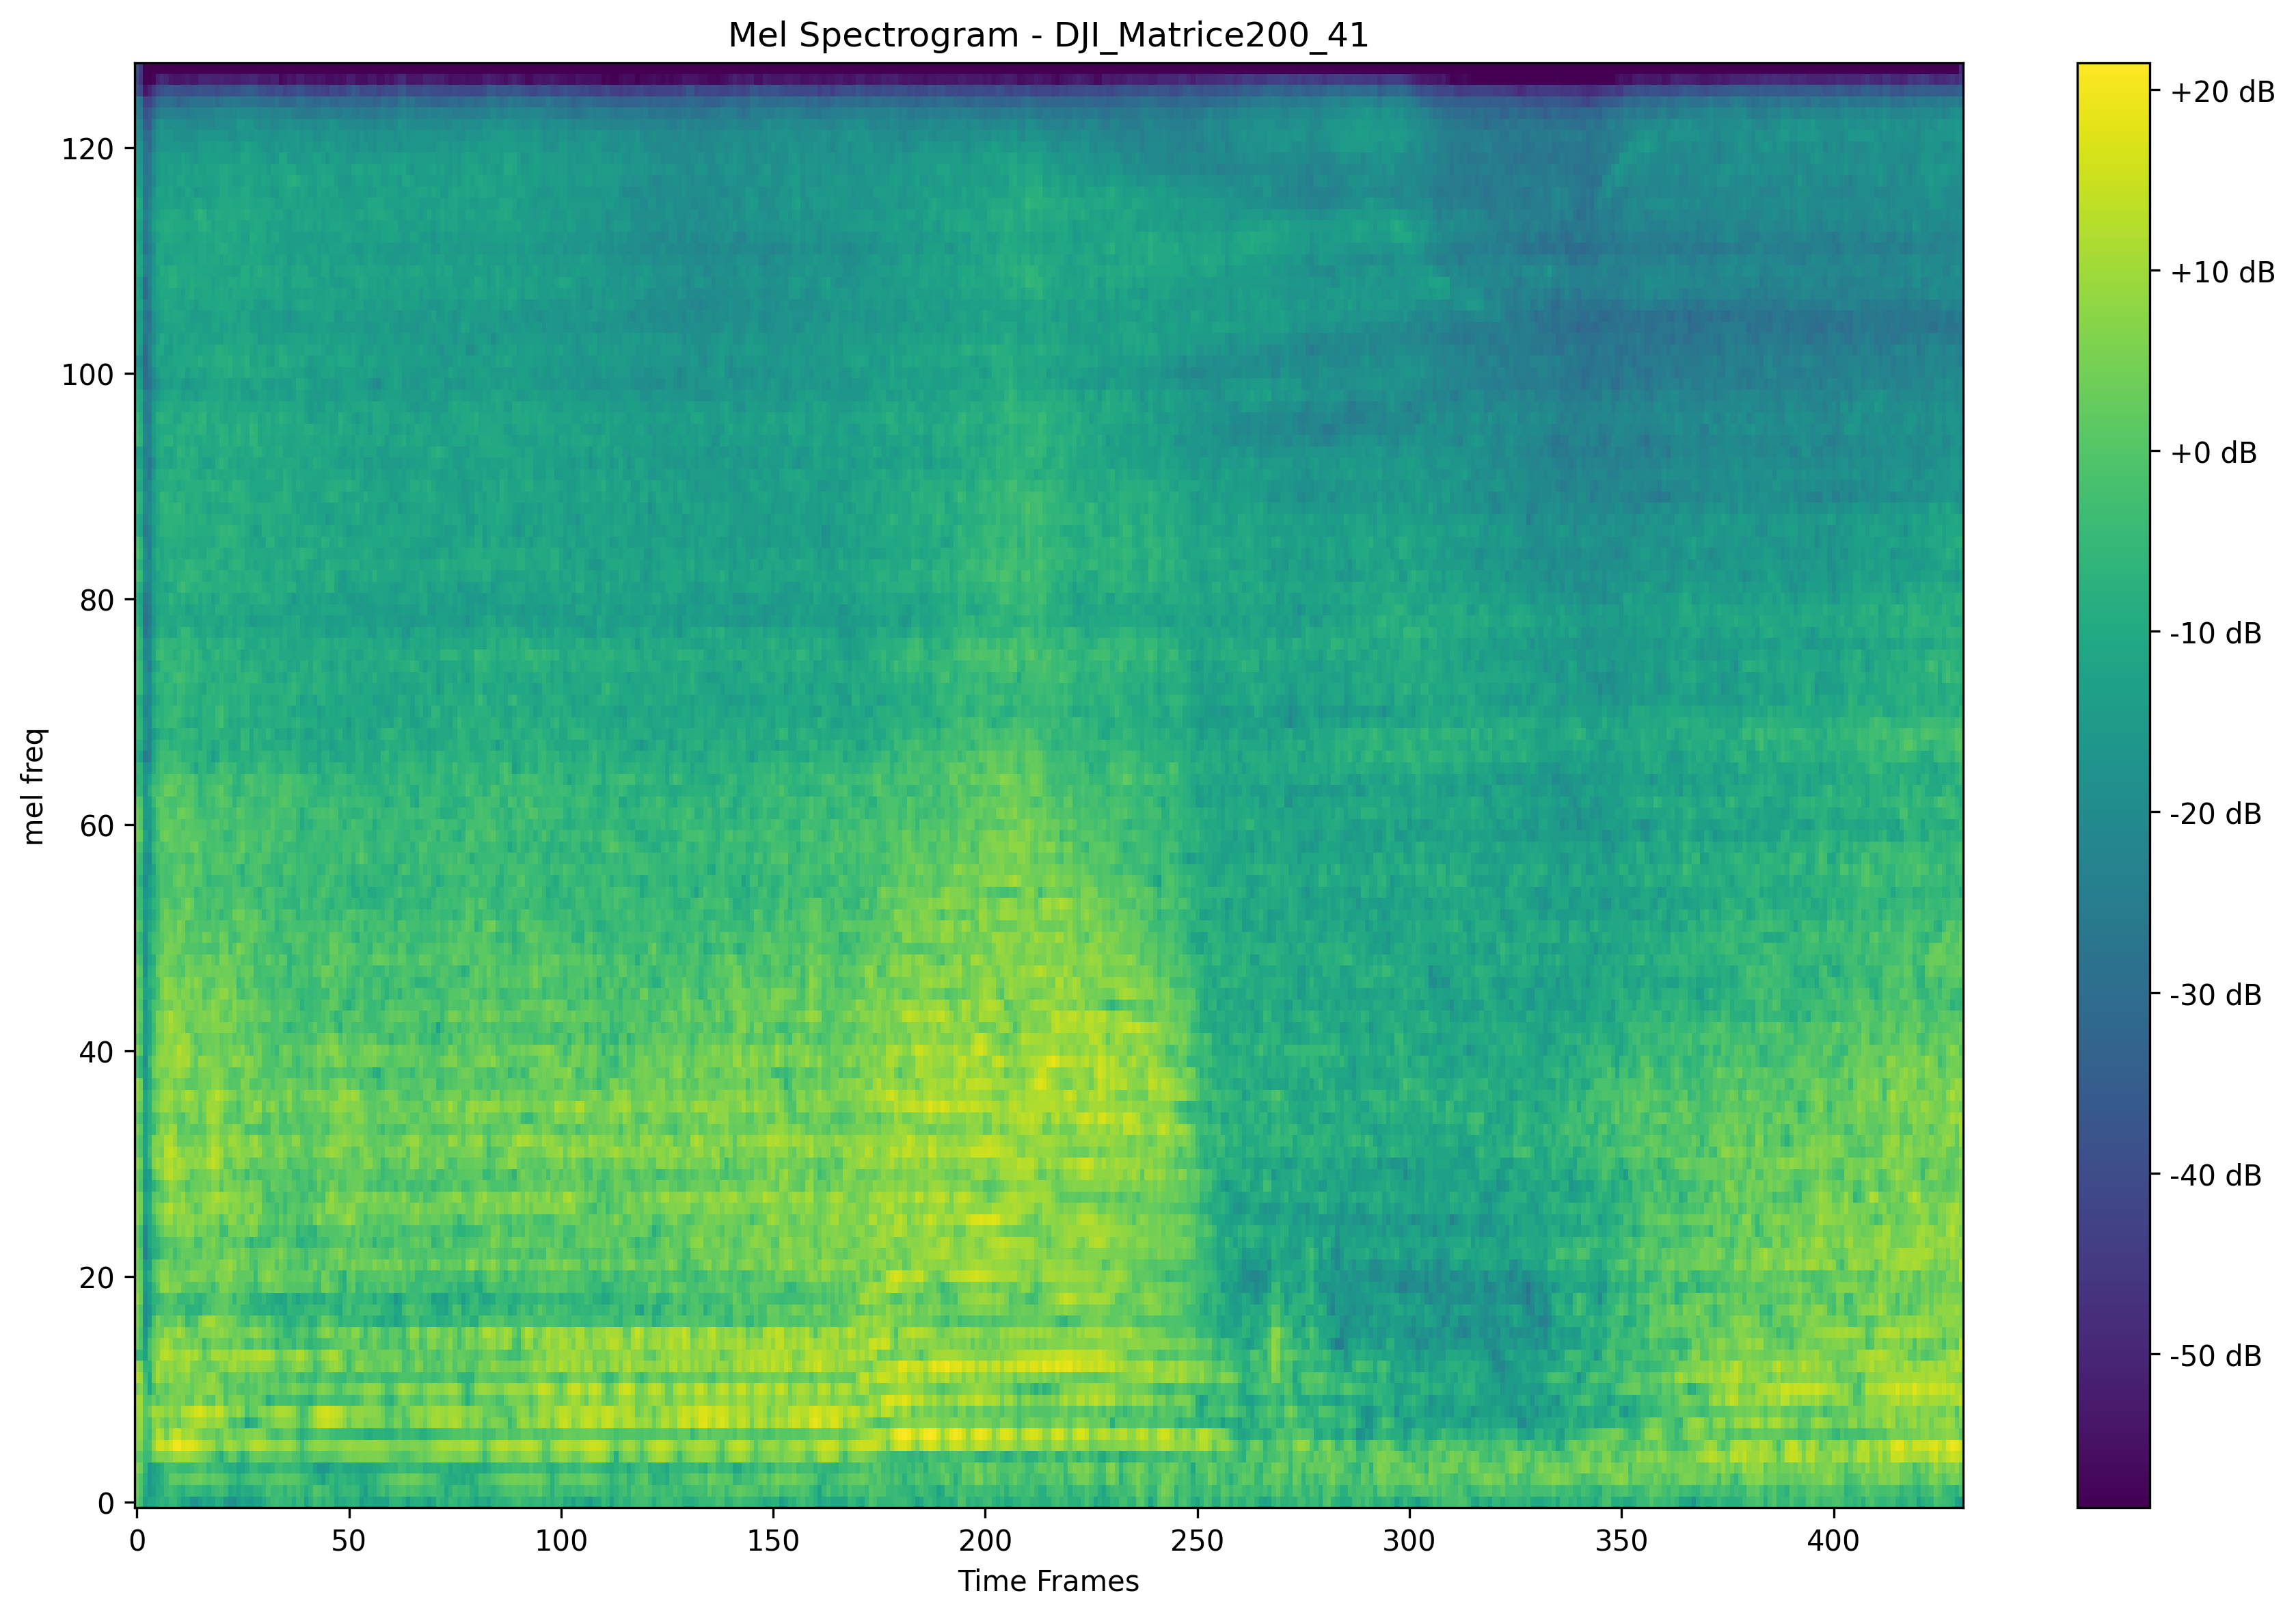 Mel Spectrogram - DJI_Matrice200_41
mel freq
120
100
80
60
40
20
0
0 50 100 150 200 250 300 350 400
Time Frames
+20 dB
+10 dB
+0 dB
-10 dB
-20 dB
-30 dB
-40 dB
-50 dB